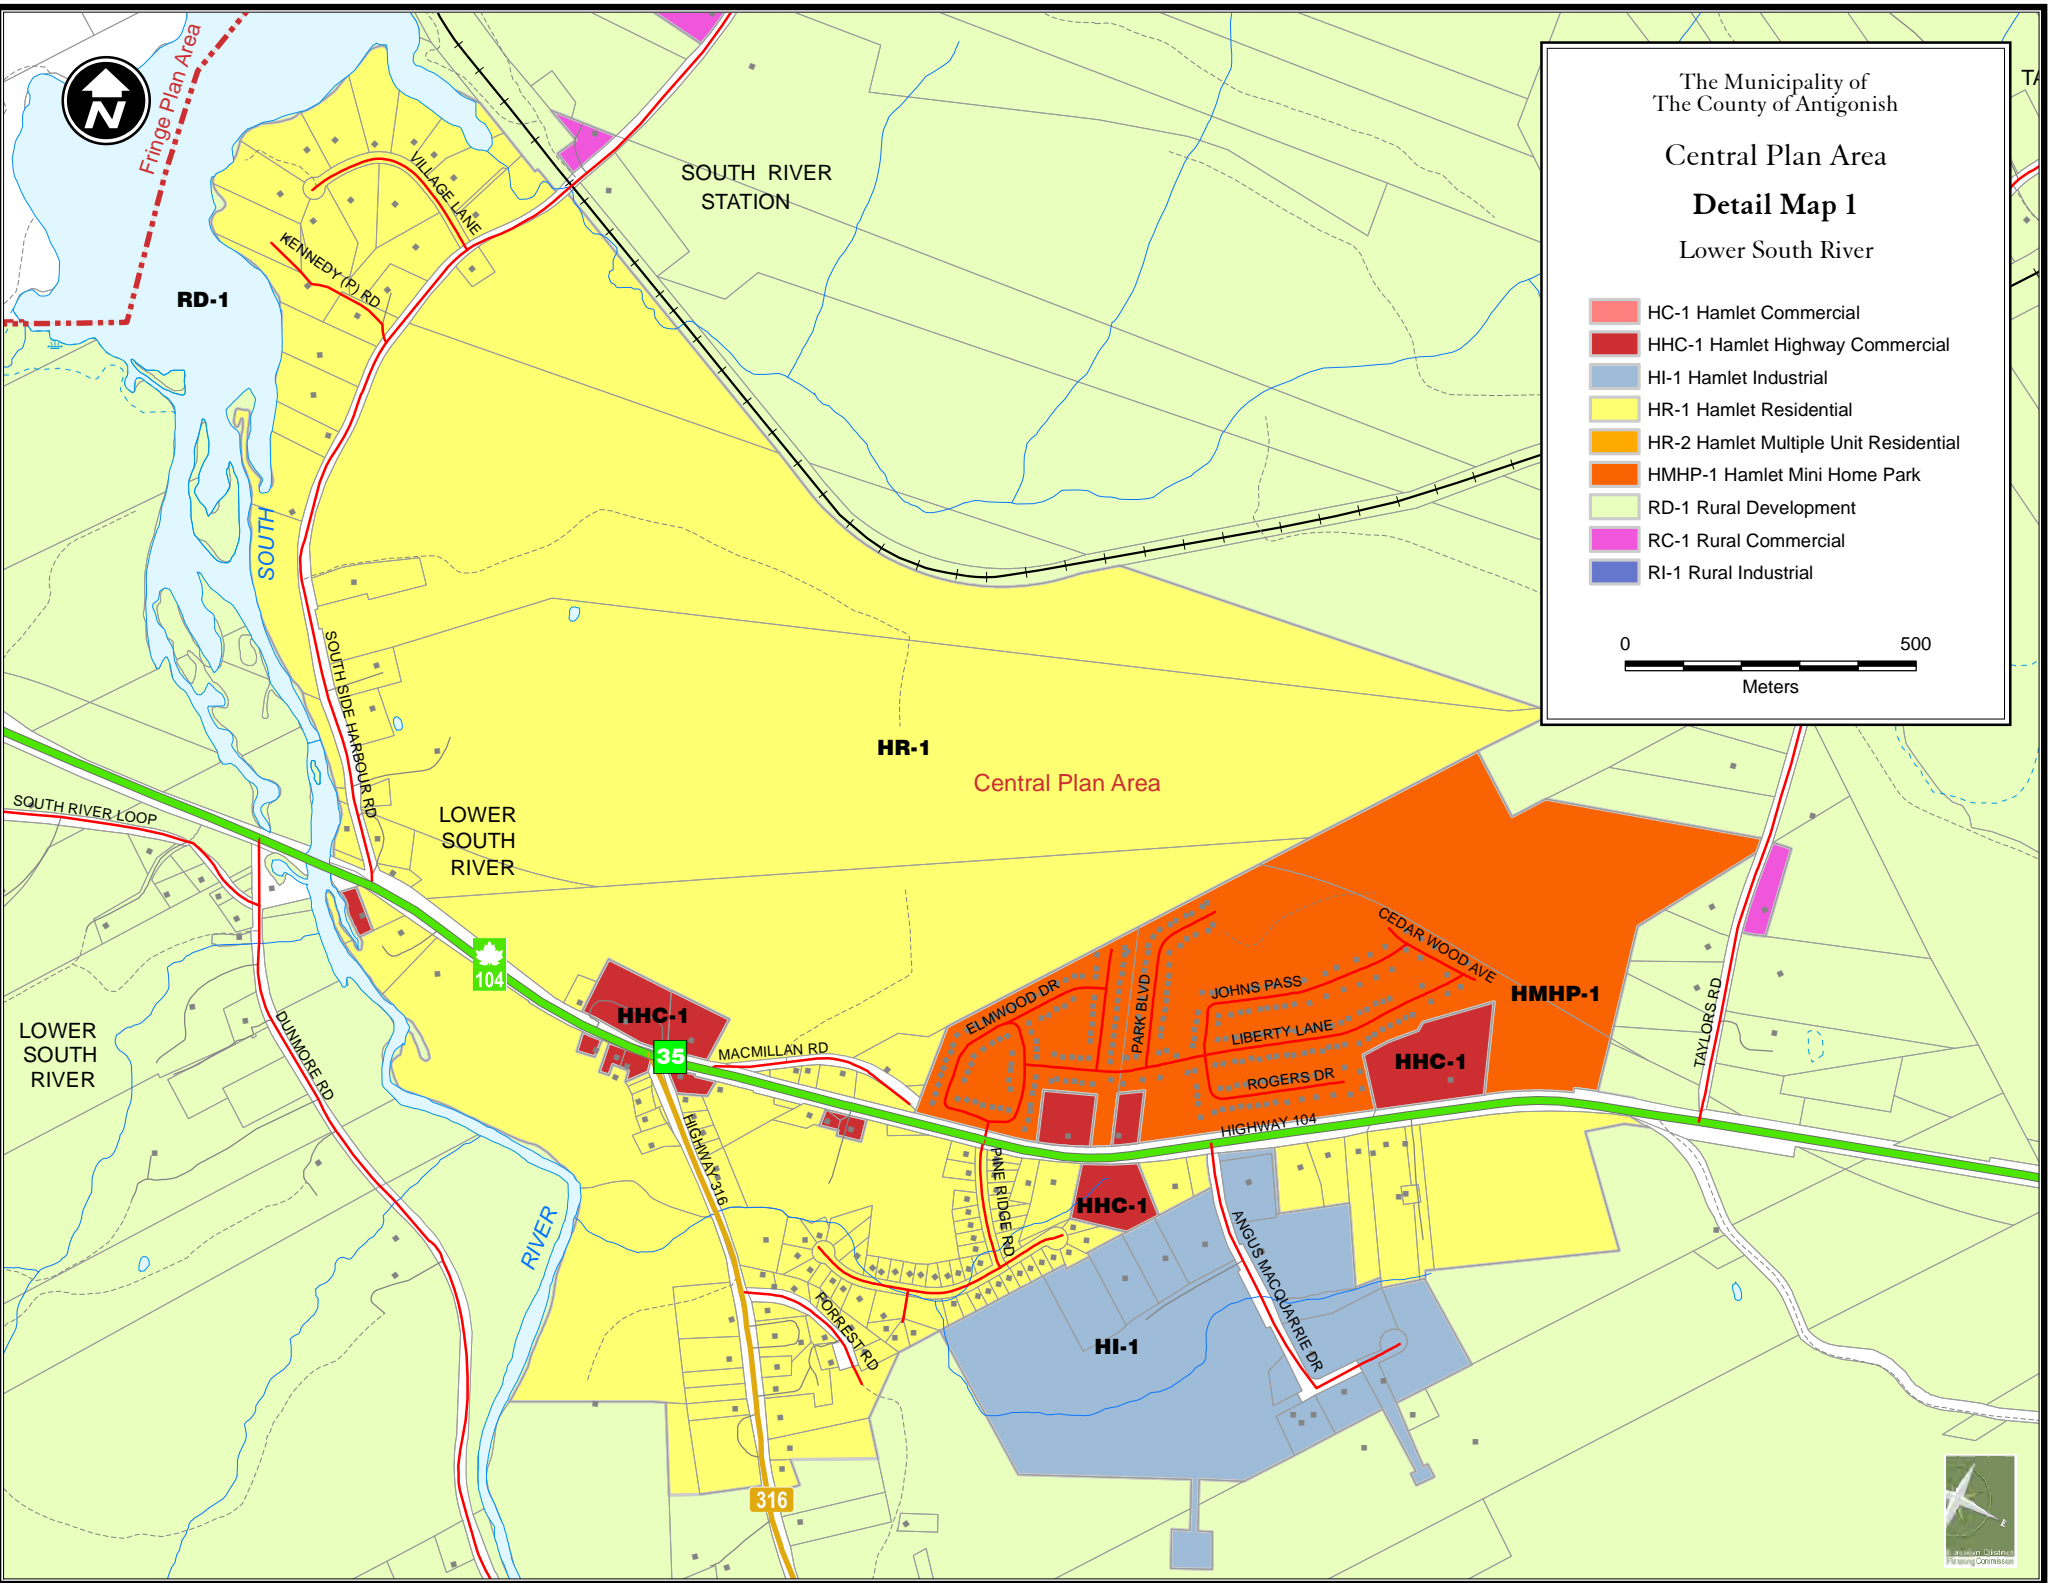 The Municipality of
The County of Antigonish
Central Plan Area
Detail Map 1
Lower South River
HC-1 Hamlet Commercial
HHC-1 Hamlet Highway Commercial
HI-1 Hamlet Industrial
HR-1 Hamlet Residential
HR-2 Hamlet Multiple Unit Residential
HMHP-1 Hamlet Mini Home Park
RD-1 Rural Development
RC-1 Rural Commercial
RI-1 Rural Industrial
0 500
Meters
N
Fringe Plan Area
TA
VILLAGE LANE
SOUTH RIVER
STATION
KENNEDY (P) RD
RD-1
SOUTH
SOUTH SIDE HARBOUR RD
HR-1
Central Plan Area
SOUTH RIVER LOOP
LOWER
SOUTH
RIVER
104
HHC-1
35
MACMILLAN RD
ELMWOOD DR
PARK BLVD
JOHNS PASS
CEDAR WOOD AVE
LIBERTY LANE
ROGERS DR
HMHP-1
HHC-1
HIGHWAY 104
TAYLORS RD
LOWER
SOUTH
RIVER
DUNMORE RD
HIGHWAY 316
PINE RIDGE RD
HHC-1
ANGUS MACQUARRIE DR
RIVER
FORREST RD
HI-1
316
E
Planning Commission